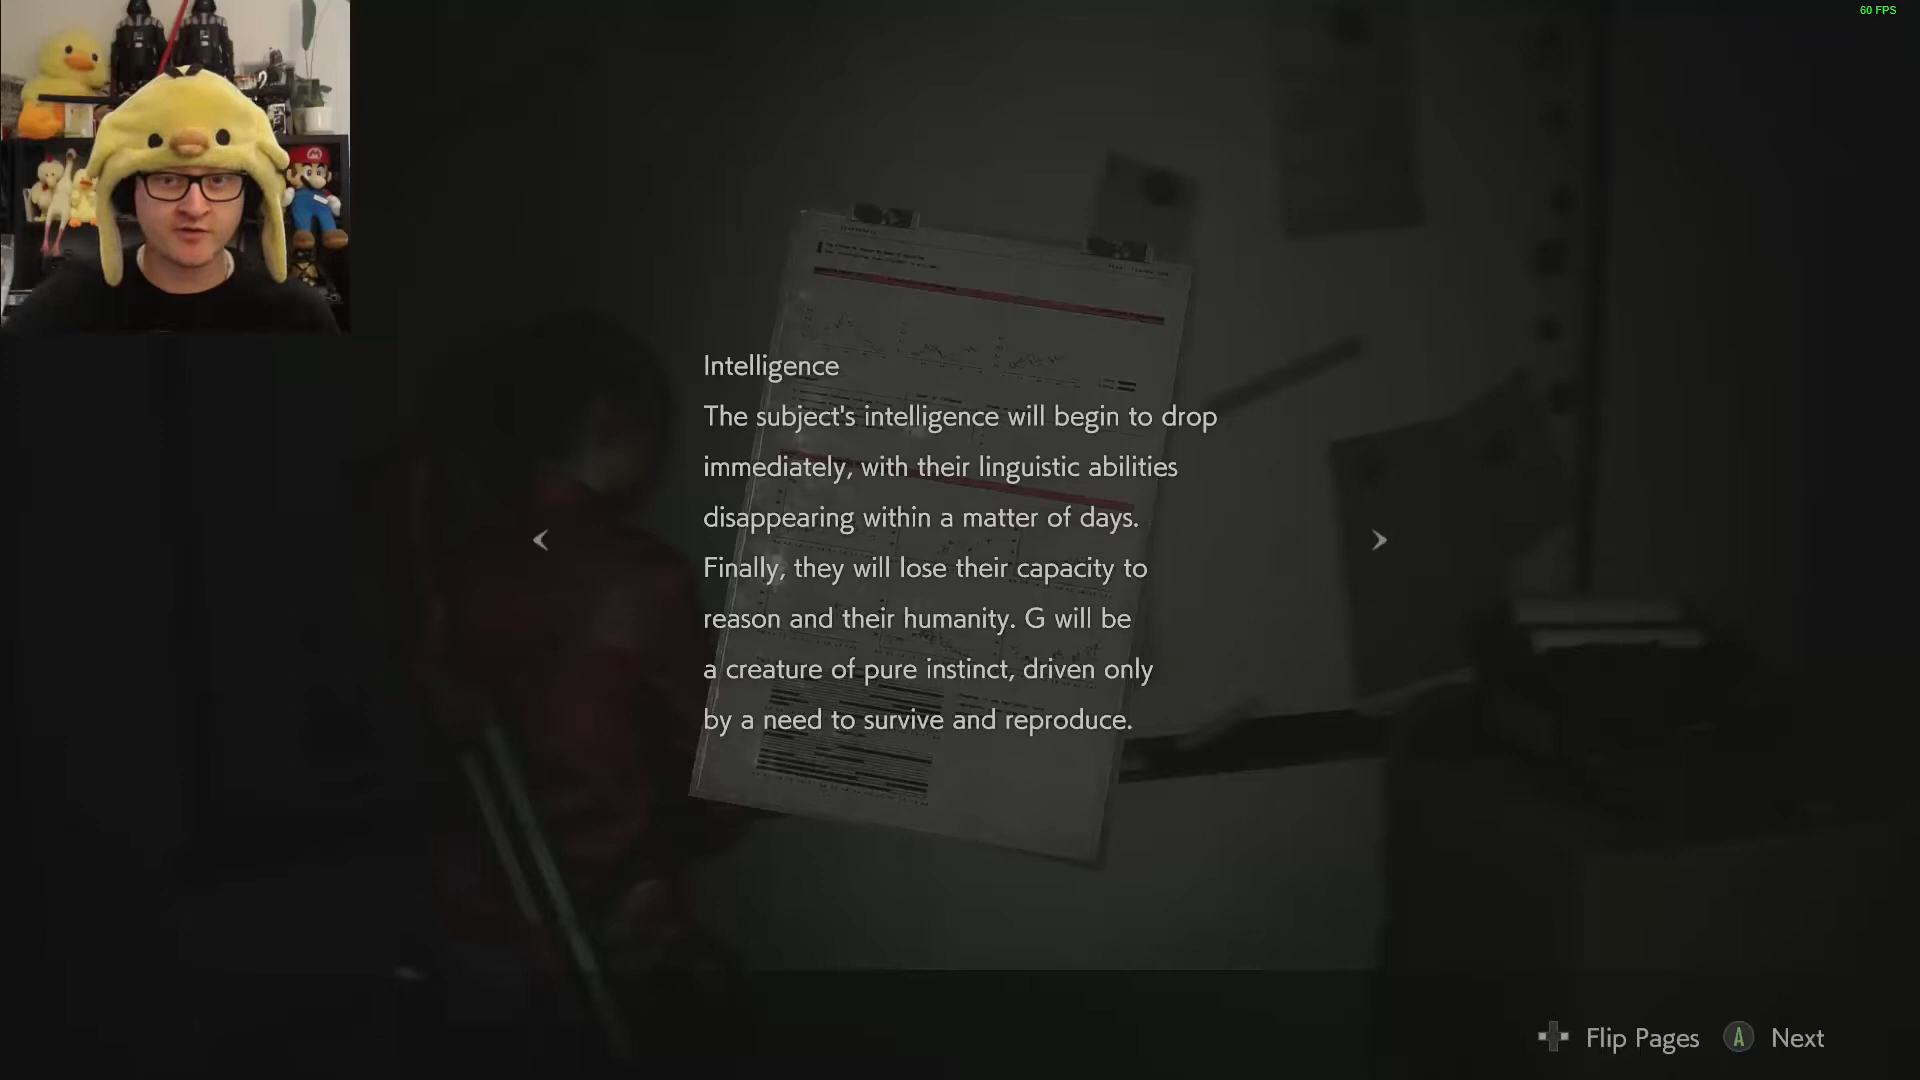 60 FPS
Intelligence
The subject's intelligence will begin to drop
immediately, with their linguistic abilities
disappearing within a matter of days.
Finally, they will lose their capacity to
reason and their humanity. G will be
a creature of pure instinct, driven only
by a need to survive and reproduce.
Flip Pages A Next